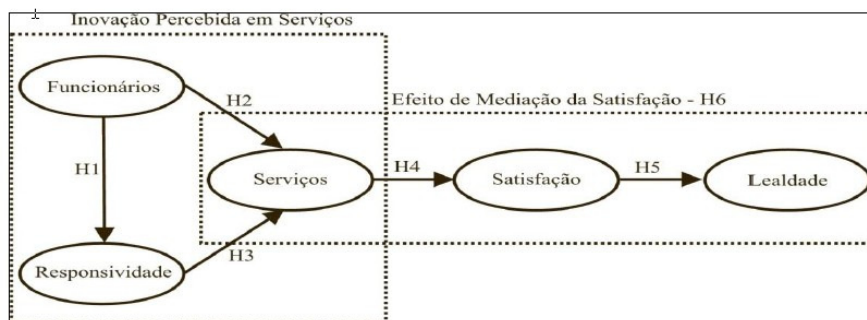 Inovação Percebida em Serviços
Funcionários
H2
Efeito de Mediação da Satisfação - H6
H1
Serviços
H4
Satisfação
H5
Lealdade
Responsividade
H3